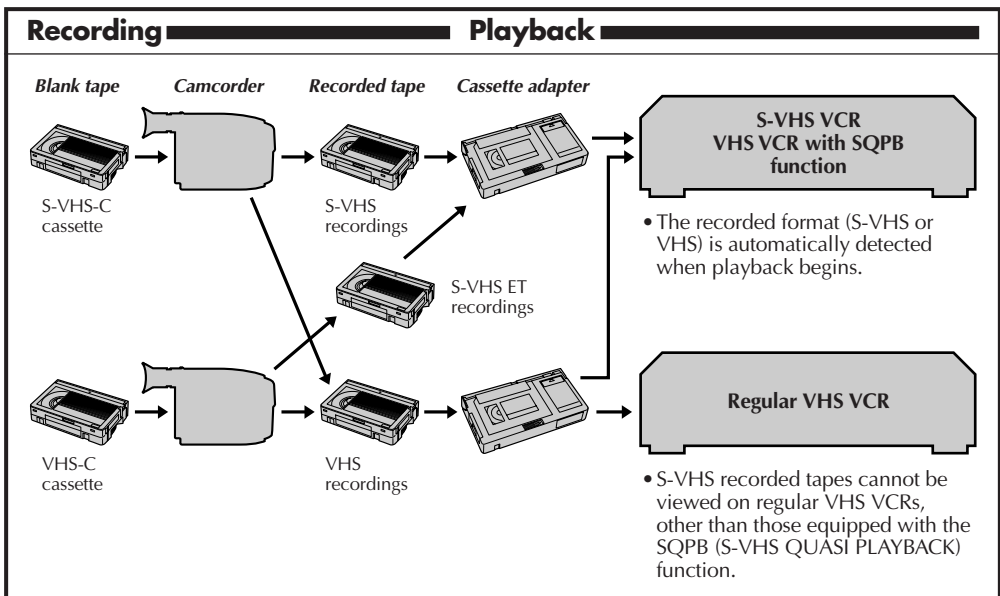 Recording
Playback
Blank tape
Camcorder
Recorded tape
Cassette adapter
S-VHS-C
cassette
S-VHS
recordings
S-VHS VCR
VHS VCR with SQPB
function
• The recorded format (S-VHS or
VHS) is automatically detected
when playback begins.
S-VHS ET
recordings
VHS-C
cassette
VHS
recordings
Regular VHS VCR
• S-VHS recorded tapes cannot be
viewed on regular VHS VCRs,
other than those equipped with the
SQPB (S-VHS QUASI PLAYBACK)
function.